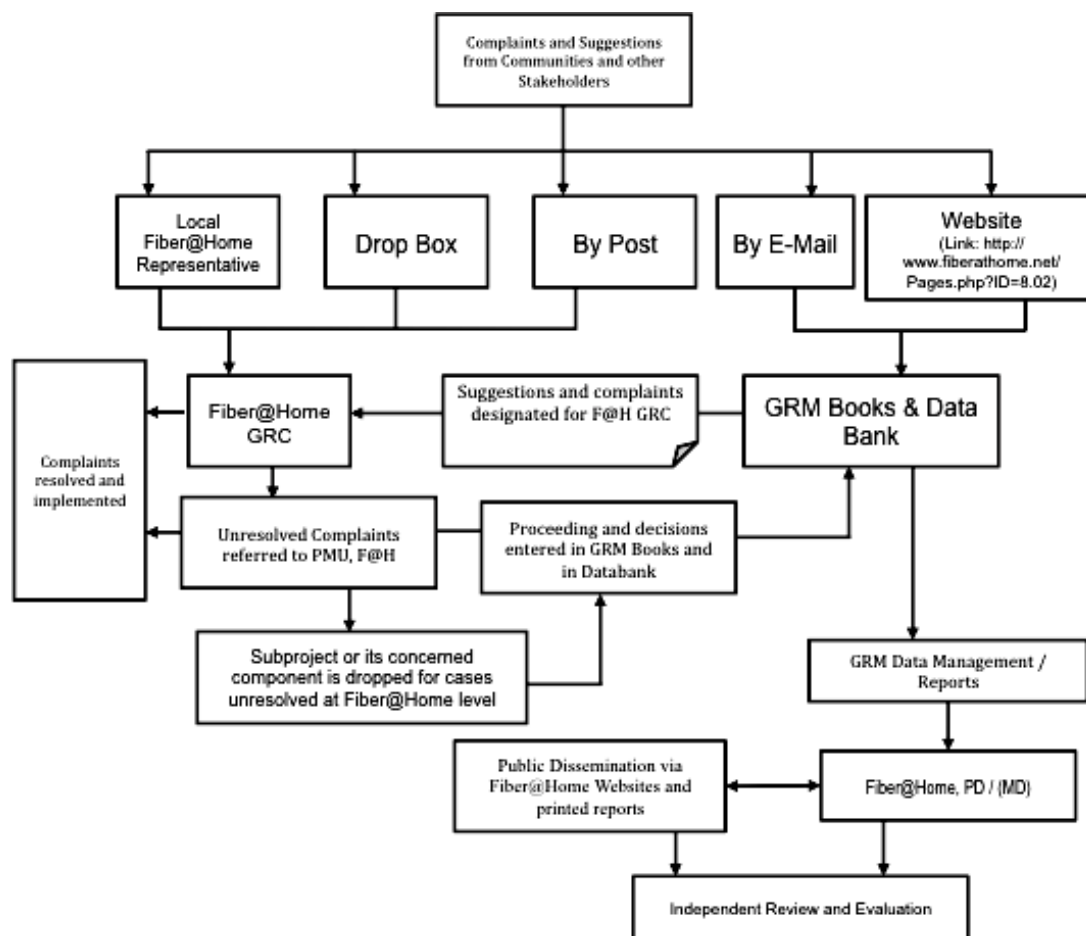 Complaints and Suggestions
from Communities and other
Stakeholders
Local
Fiber@Home
Representative
Drop Box
By Post
By E-Mail
Website
(Link: http://
www.fiberathome.net/
Pages.php?ID=8.02)
Complaints
resolved and
implemented
Fiber@Home
GRC
Suggestions and complaints
designated for F@H GRC
GRM Books & Data
Bank
Unresolved Complaints
referred to PMU, F@H
Proceeding and decisions
entered in GRM Books and
in Databank
Subproject or its concerned
component is dropped for cases
unresolved at Fiber@Home level
GRM Data Management /
Reports
Public Dissemination via
Fiber@Home Websites and
printed reports
Fiber@Home, PD / (MD)
Independent Review and Evaluation